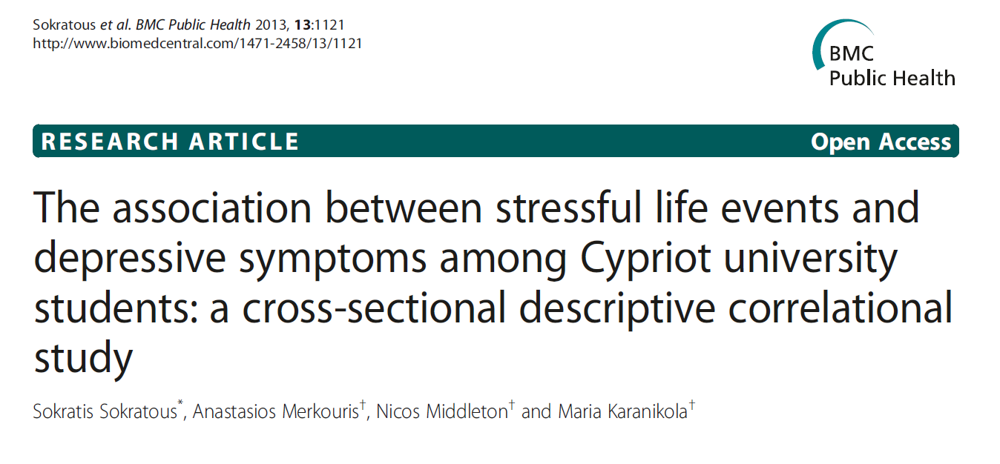 Sokratous et al. BMC Public Health 2013, 13:1121
http://www.biomedcentral.com/1471-2458/13/1121
BMC
Public Health
RESEARCH ARTICLE
Open Access
The association between stressful life events and
depressive symptoms among Cypriot university
students: a cross-sectional descriptive correlational
study
Sokratis Sokratous*, Anastasios Merkouris†, Nicos Middleton† and Maria Karanikola†